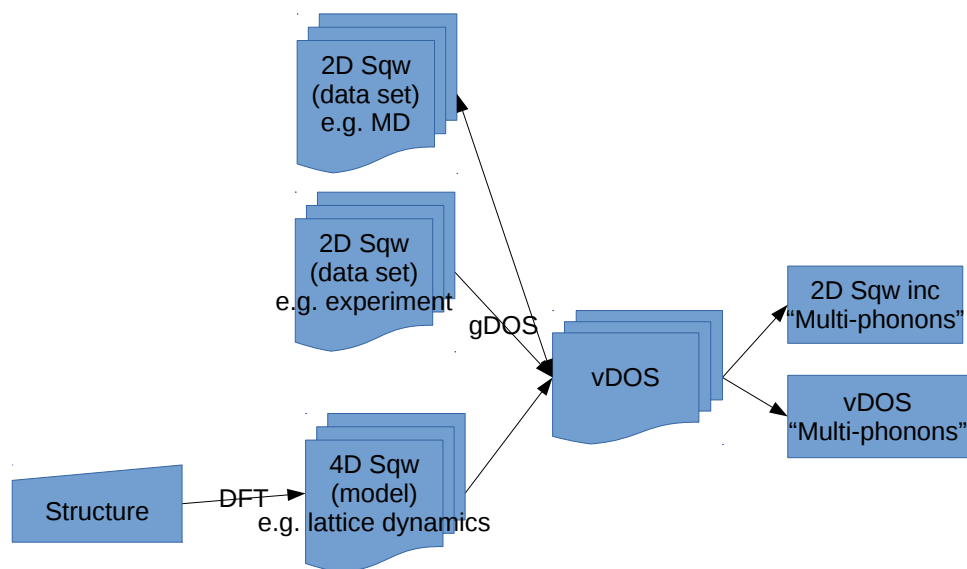 2D Sqw
(data set)
e.g. MD
2D Sqw
(data set)
e.g. experiment
gDOS
2D Sqw inc
“Multi-phonons”
vDOS
vDOS
“Multi-phonons”
4D Sqw
(model)
e.g. lattice dynamics
DFT
Structure